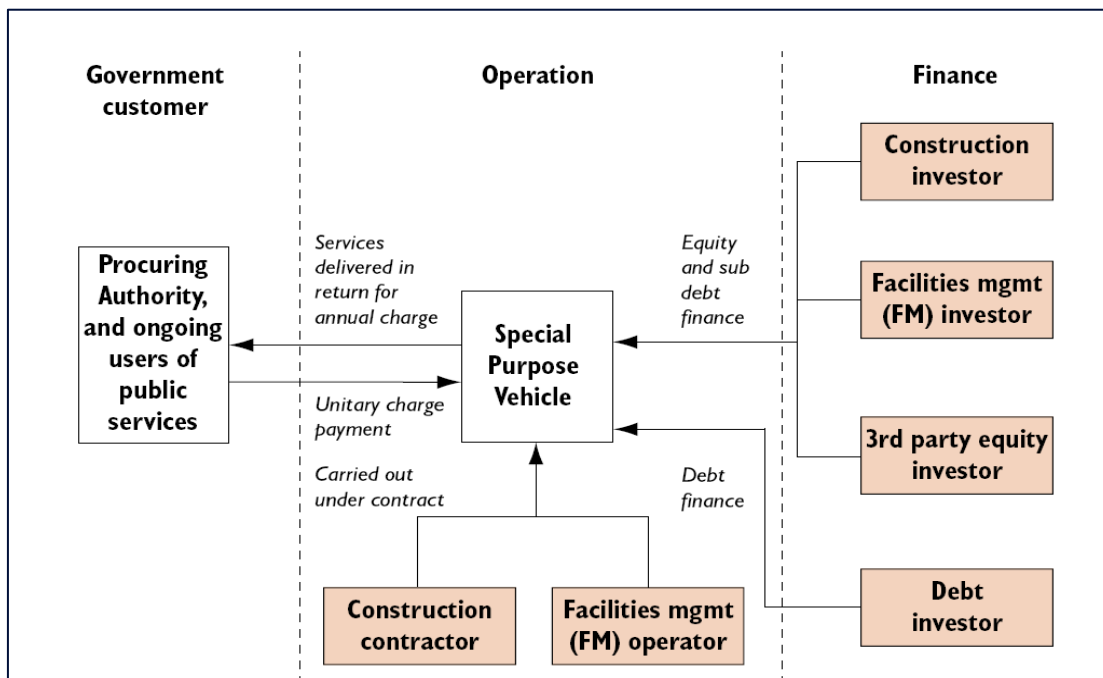 Government
customer
Operation
Finance
Construction
investor
Services
delivered in
return for
annual charge
Equity
and sub
debt
finance
Procuring
Authority,
and ongoing
users of
public
services
Special
Purpose
Vehicle
Facilities mgmt
(FM) investor
Unitary charge
payment
3rd party equity
investor
Carried out
under contract
Debt
finance
Construction
contractor
Facilities mgmt
(FM) operator
Debt
investor